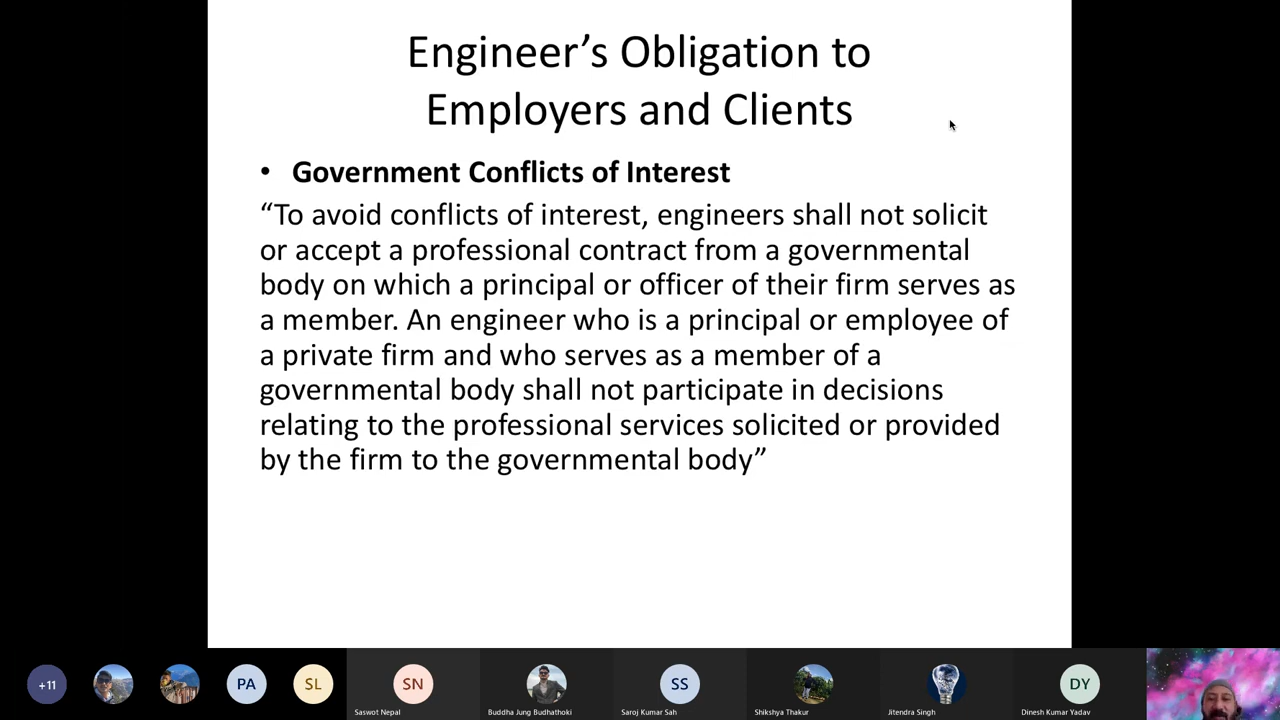 Engineer’s Obligation to
Employers and Clients
• Government Conflicts of Interest
“To avoid conflicts of interest, engineers shall not solicit
or accept a professional contract from a governmental
body on which a principal or officer of their firm serves as
a member. An engineer who is a principal or employee of
a private firm and who serves as a member of a
governmental body shall not participate in decisions
relating to the professional services solicited or provided
by the firm to the governmental body”
+11
PA
SL
SN
SS
DY
Saswot Nepal
Buddha Jung Budhathoki
Saroj Kumar Sah
Shikshya Thakur
Jitendra Singh
Dinesh Kumar Yadav